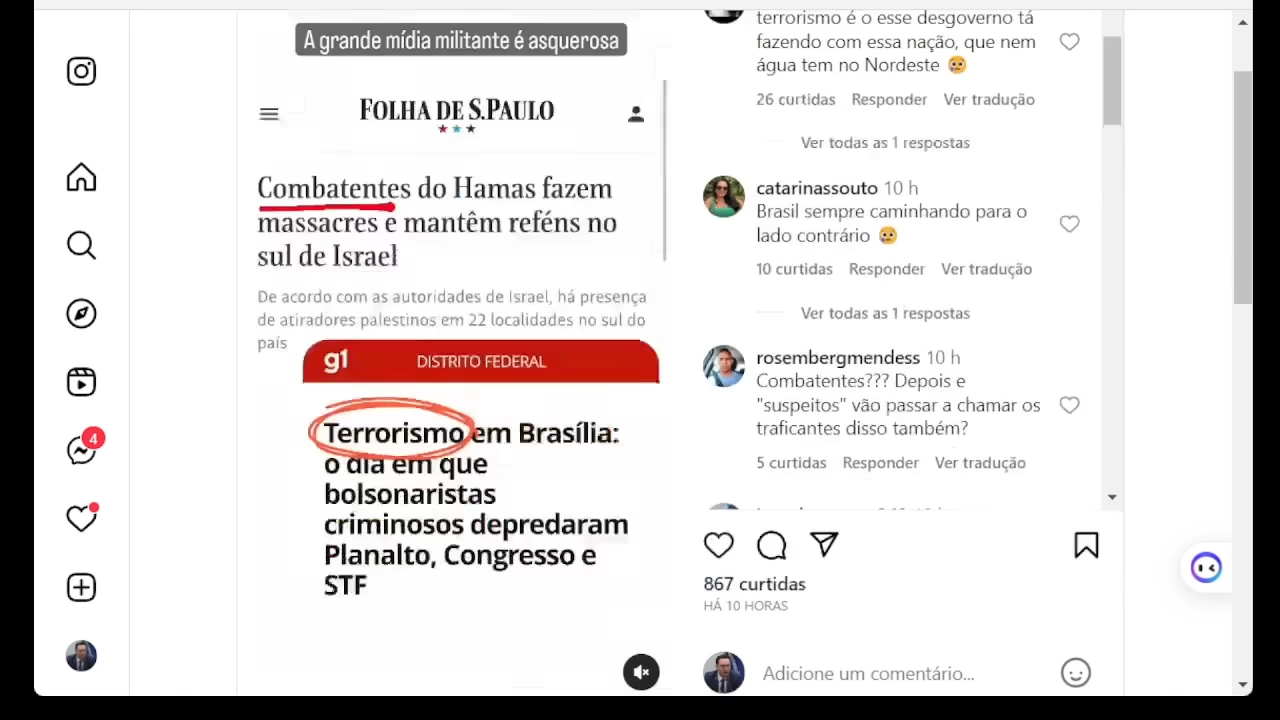 A grande mídia militante é asquerosa
FOLHA DE S.PAULO
Combatentes do Hamas fazem
massacres e mantêm reféns no
sul de Israel
De acordo com as autoridades de Israel, há presença
de atiradores palestinos em 22 localidades no sul do
país
g1
DISTRITO FEDERAL
Terrorismo em Brasília:
o dia em que
bolsonaristas
criminosos depredaram
Planalto, Congresso e
STF
terrorismo é o esse desgoverno tá
fazendo com essa nação, que nem
água tem no Nordeste 😢
26 curtidas Responder Ver tradução
Ver todas as 1 respostas
catarinassouto 10 h
Brasil sempre caminhando para o
lado contrário 😢
10 curtidas Responder Ver tradução
Ver todas as 1 respostas
rosembergmendess 10 h
Combatentes??? Depois e
"suspeitos" vão passar a chamar os
traficantes disso também?
5 curtidas Responder Ver tradução
867 curtidas
HÁ 10 HORAS
Adicione um comentário...
4